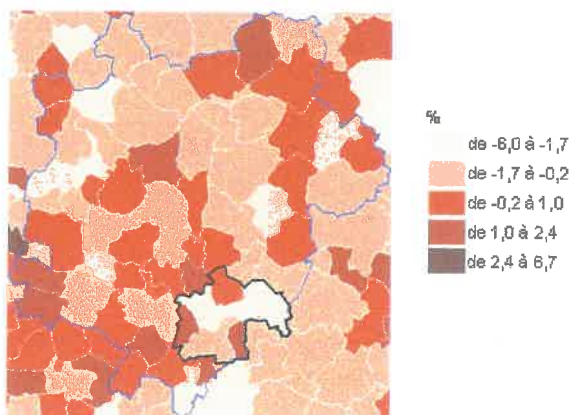 %
de -6,0 à -1,7
de -1,7 à -0,2
de -0,2 à 1,0
de 1,0 à 2,4
de 2,4 à 6,7